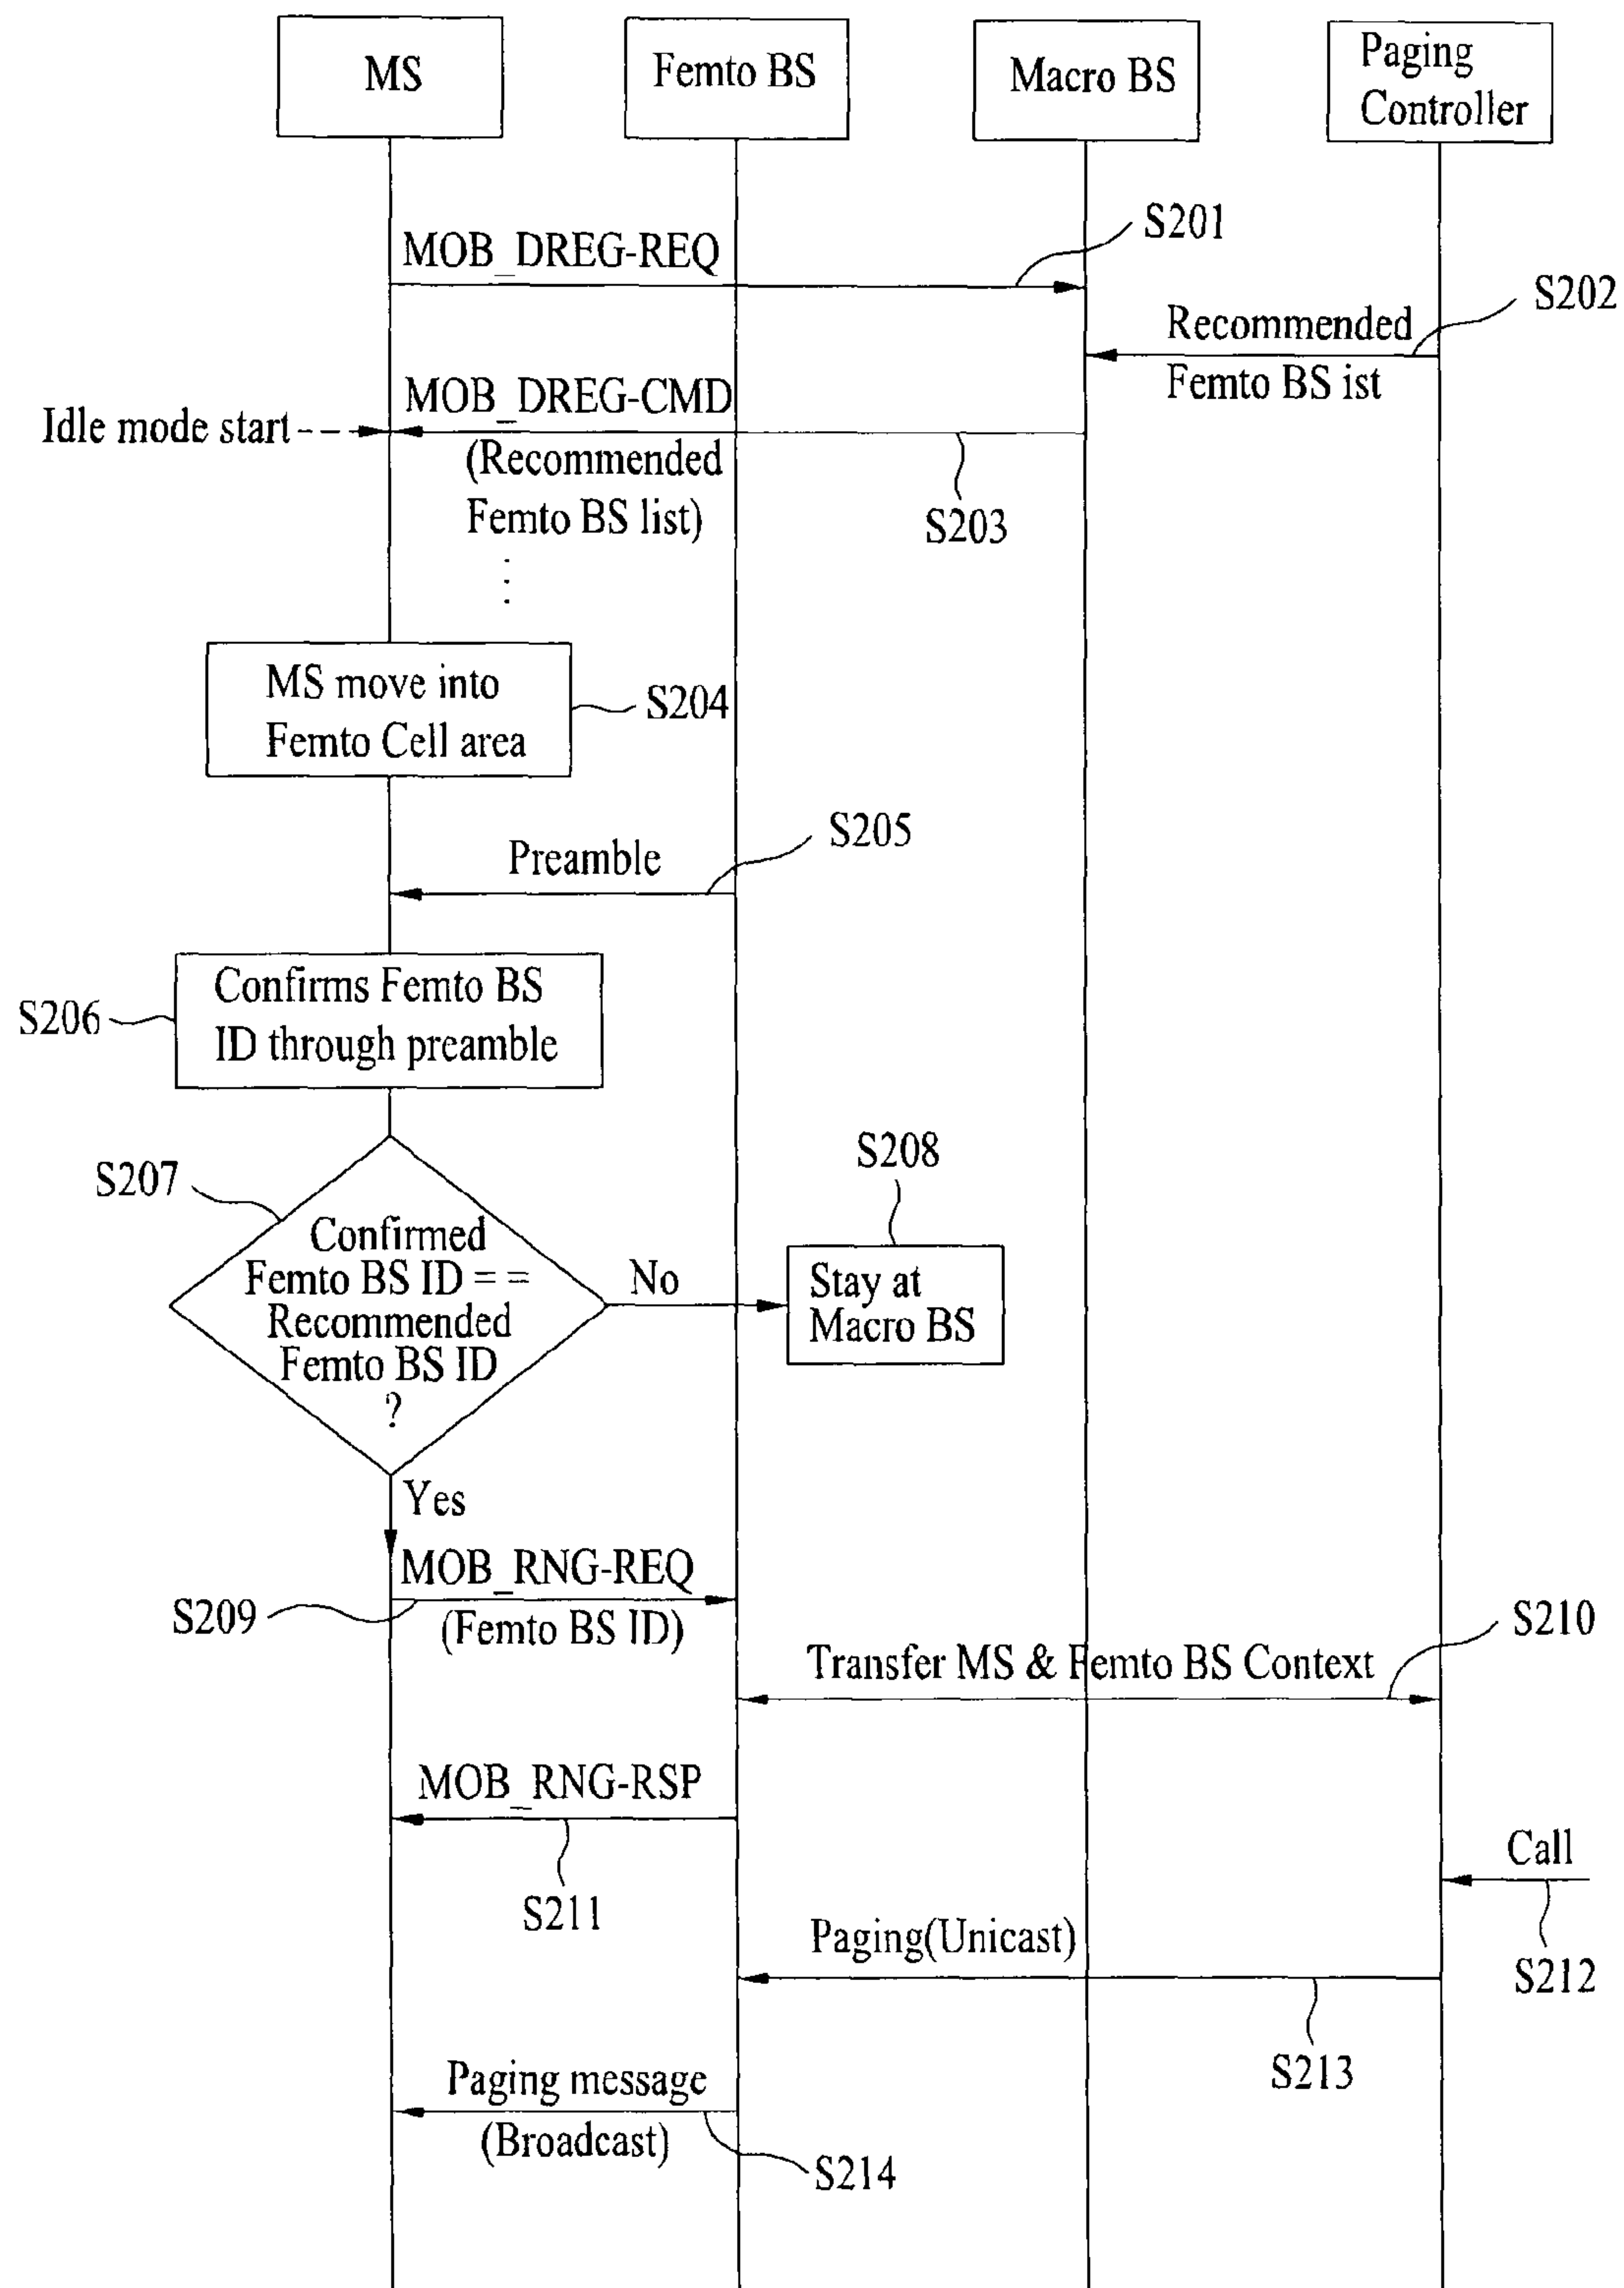 MS
Femto BS
Macro BS
Paging
Controller
S201
MOB_DREG-REQ
S202
Recommended
Femto BS ist
MOB_DREG-CMD
Idle mode start
(Recommended
Femto BS list)
S203
MS move into
Femto Cell area
S204
S205
Preamble
Confirms Femto BS
ID through preamble
S206
S207
S208
Confirmed
Femto BS ID = =
Recommended
Femto BS ID
?
No
Stay at
Macro BS
Yes
MOB_RNG-REQ
(Femto BS ID)
S209
S210
Transfer MS & Femto BS Context
MOB_RNG-RSP
S211
Call
S212
Paging(Unicast)
S213
Paging message
(Broadcast)
S214